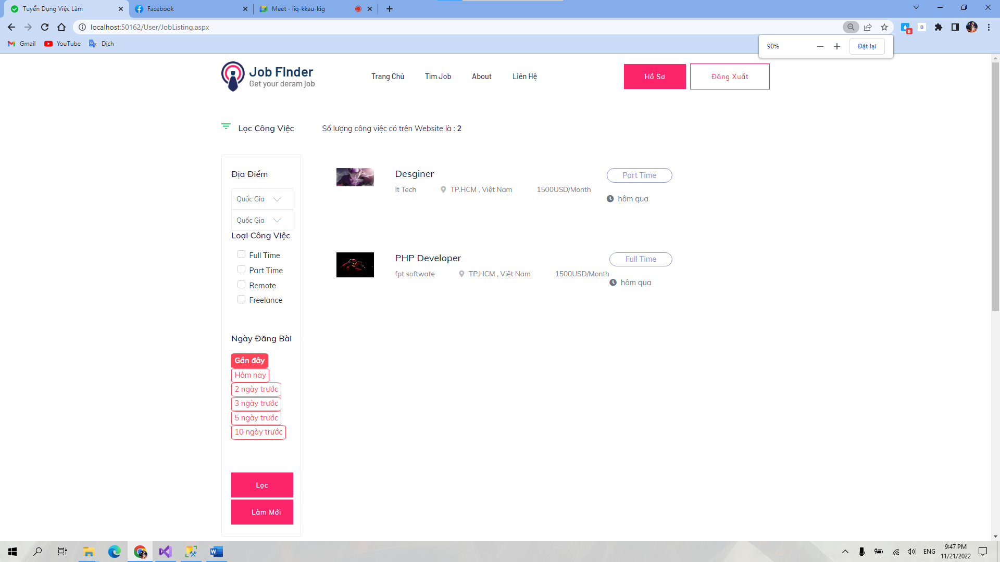 Tuyển Dụng Việc Làm
Facebook
Meet - iiq-kkau-kig
localhost:50162/User/JobListing.aspx
B
0
Gmail
YouTube
Dịch
90%
Đặt lại
Job FInder
Get your deram job
Trang Chủ
Tìm Job
About
Liên Hệ
Hồ Sơ
Đăng Xuất
Lọc Công Việc
Số lượng công việc có trên Website là : 2
Địa Điểm
Quốc Gia
Quốc Gia
Loại Công Việc
Full Time
Part Time
Remote
Freelance
Ngày Đăng Bài
Gần đây
Hôm nay
2 ngày trước
3 ngày trước
5 ngày trước
10 ngày trước
Lọc
Làm Mới
Desginer
It Tech
TP.HCM , Việt Nam
1500USD/Month
Part Time
hôm qua
PHP Developer
fpt softwate
TP.HCM , Việt Nam
1500USD/Month
Full Time
hôm qua
ENG
9:47 PM
11/21/2022